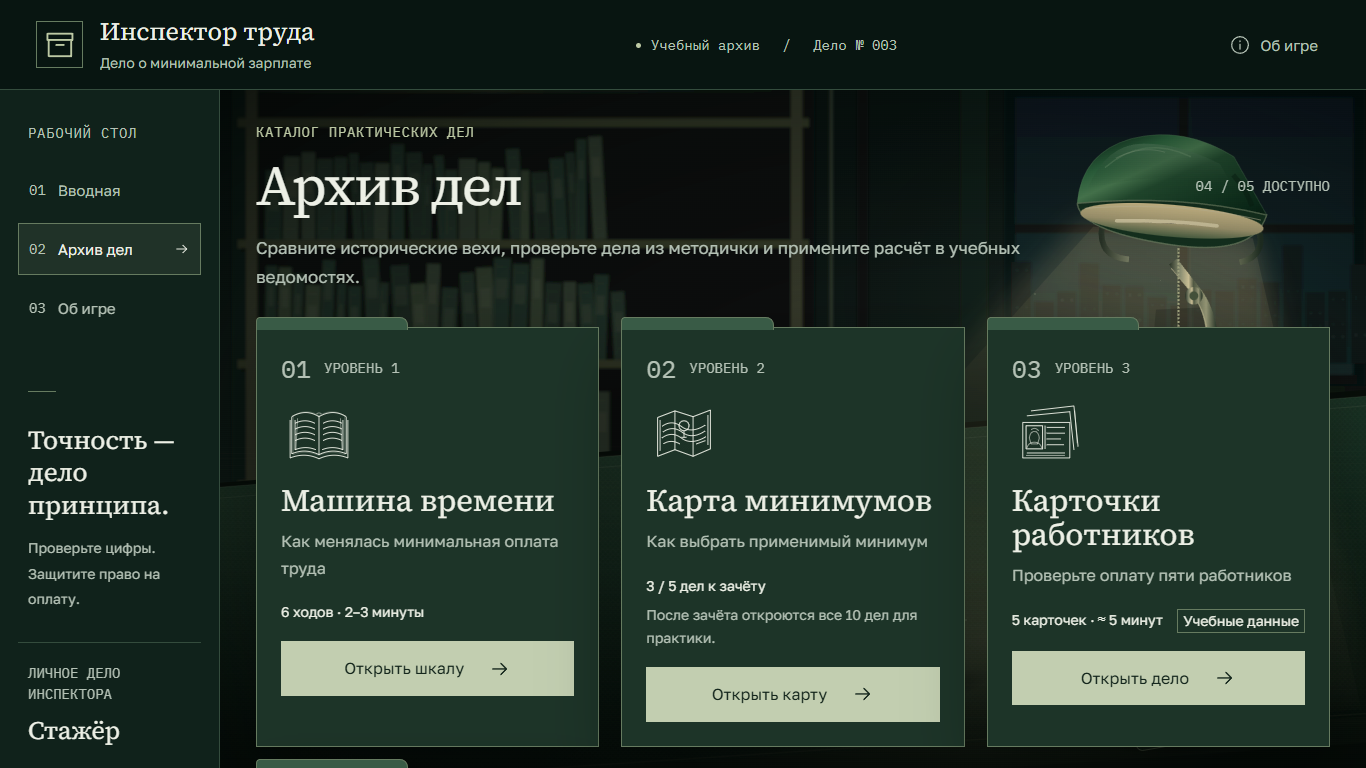 Инспектор труда
Дело о минимальной зарплате
Учебный архив / Дело № 003
Об игре
РАБОЧИЙ СТОЛ
01 Вводная
02 Архив дел →
03 Об игре
Точность —
дело
принципа.
Проверьте цифры.
Защитите право на
оплату.
ЛИЧНОЕ ДЕЛО
ИНСПЕКТОРА
Стажёр
КАТАЛОГ ПРАКТИЧЕСКИХ ДЕЛ
Архив дел
04 / 05 ДОСТУПНО
Сравните исторические вехи, проверьте дела из методички и примените расчёт в учебных
ведомостях.
01 УРОВЕНЬ 1
Машина времени
Как менялась минимальная оплата
труда
6 ходов · 2–3 минуты
Открыть шкалу →
02 УРОВЕНЬ 2
Карта минимумов
Как выбрать применимый минимум
3 / 5 дел к зачёту
После зачёта откроются все 10 дел для
практики.
Открыть карту →
03 УРОВЕНЬ 3
Карточки
работников
Проверьте оплату пяти работников
5 карточек · ≈ 5 минут
Учебные данные
Открыть дело →